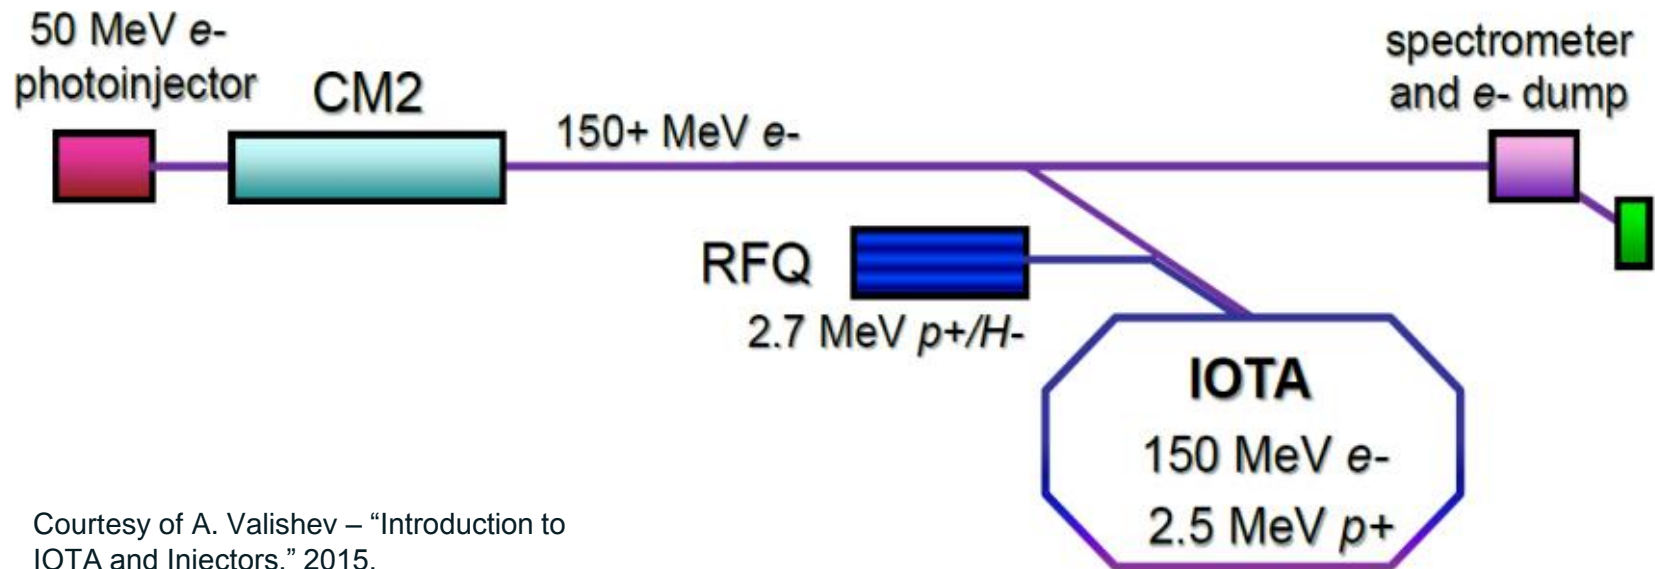 50 MeV e-
photoinjector
CM2
150+ MeV e-
spectrometer
and e- dump
RFQ
2.7 MeV p+/H-
IOTA
150 MeV e-
2.5 MeV p+
Courtesy of A. Valishev – “Introduction to
IOTA and Injectors,” 2015.